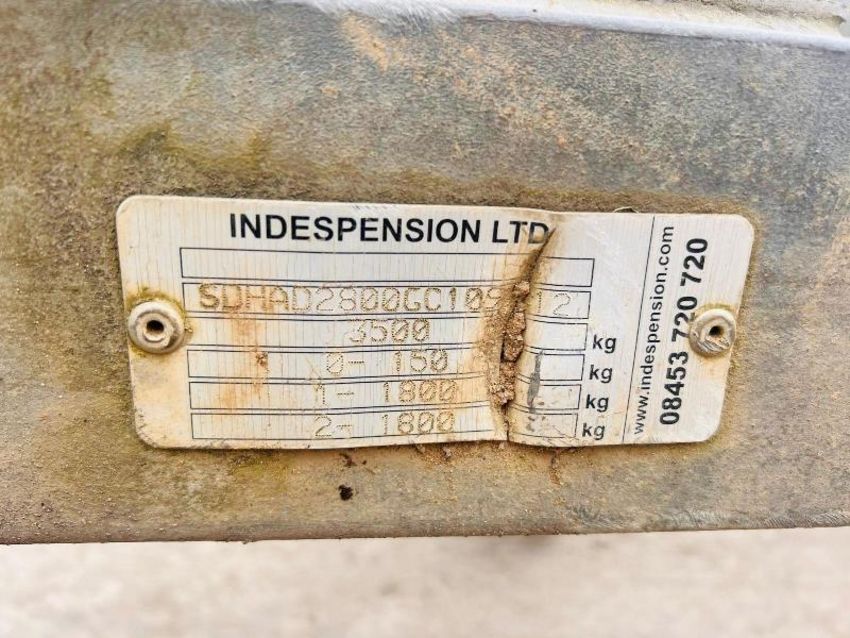 INDESPENSION LTD
3500 kg
0- 150 kg
1- 1800 kg
2- 1800 kg
www.indespension.com
08453 720 720